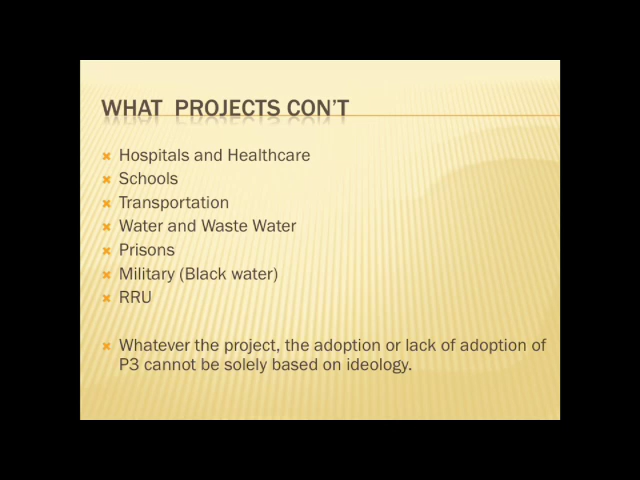 WHAT PROJECTS CON'T
Hospitals and Healthcare
Schools
Transportation
Water and Waste Water
Prisons
Military (Black water)
RRU
Whatever the project, the adoption or lack of adoption of
P3 cannot be solely based on ideology.